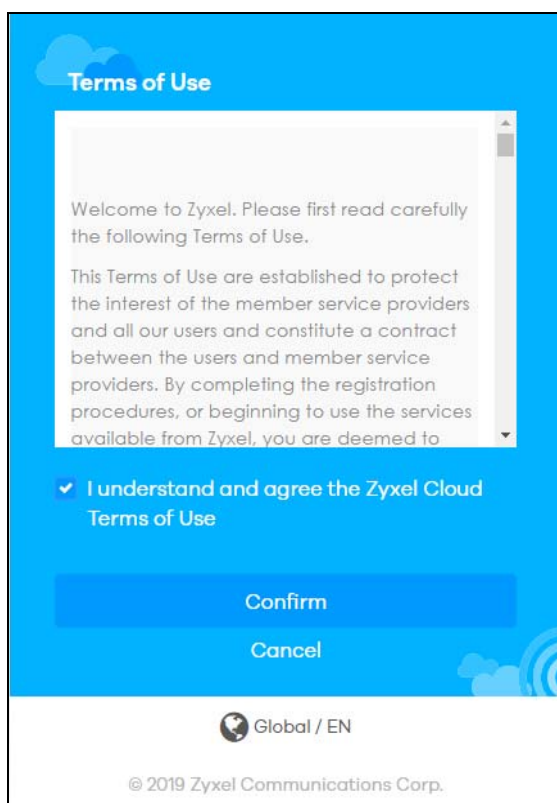 Terms of Use
Welcome to Zyxel. Please first read carefully
the following Terms of Use.
This Terms of Use are established to protect
the interest of the member service providers
and all our users and constitute a contract
between the users and member service
providers. By completing the registration
procedures, or beginning to use the services
available from Zyxel, you are deemed to
I understand and agree the Zyxel Cloud
Terms of Use
Confirm
Cancel
Global / EN
© 2019 Zyxel Communications Corp.